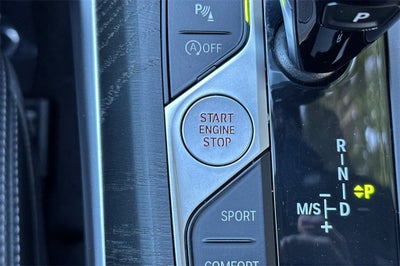 P
A OFF
START
ENGINE
STOP
SPORT
COMFORT
P
R
N
D
P
M/S
-
+